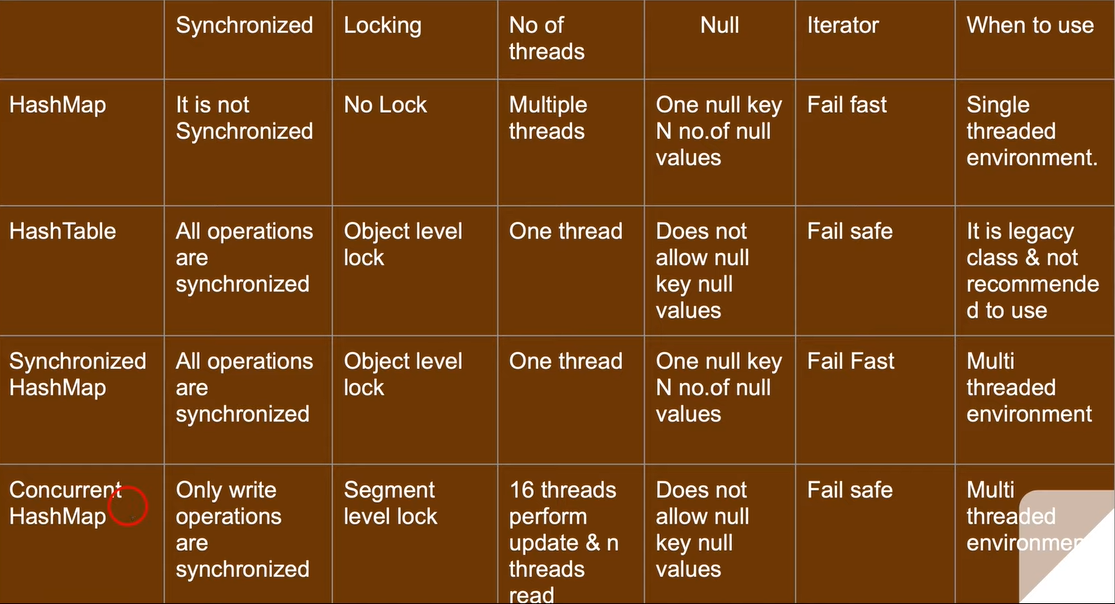 Synchronized
Locking
No of
threads
Null
Iterator
When to use
HashMap
It is not
Synchronized
No Lock
Multiple
threads
One null key
N no.of null
values
Fail fast
Single
threaded
environment.
HashTable
All operations
are
synchronized
Object level
lock
One thread
Does not
allow null
key null
values
Fail safe
It is legacy
class & not
recommende
d to use
Synchronized
HashMap
All operations
are
synchronized
Object level
lock
One thread
One null key
N no.of null
values
Fail Fast
Multi
threaded
environment
Concurrent
HashMap
Only write
operations
are
synchronized
Segment
level lock
16 threads
perform
update & n
threads
read
Does not
allow null
key null
values
Fail safe
Multi
threaded
environmen